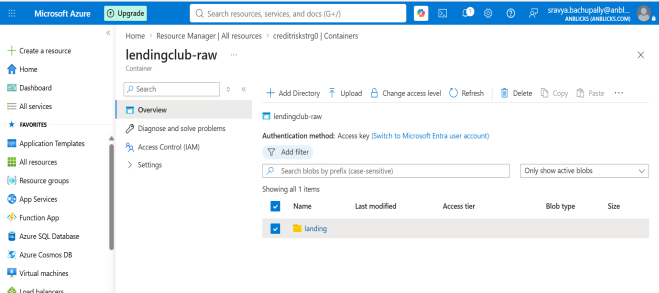 Microsoft Azure
Upgrade
Search resources, services, and docs (G+/)
sravya.bachupally@anbl...
ANBLICKS (ANBLICKS.COM)
Create a resource
Home
Dashboard
All services
FAVORITES
Application Templates
All resources
Resource groups
App Services
Function App
Azure SQL Database
Azure Cosmos DB
Virtual machines
Load balancers
Home > Resource Manager | All resources > creditriskstrg0 | Containers
lendingclub-raw ...
Container
Search
Overview
Diagnose and solve problems
Access Control (IAM)
Settings
Add Directory Upload Change access level Refresh Delete Copy Paste ...
lendingclub-raw
Authentication method: Access key (Switch to Microsoft Entra user account)
Add filter
Search blobs by prefix (case-sensitive) Only show active blobs
Showing all 1 items
Name Last modified Access tier Blob type Size
landing